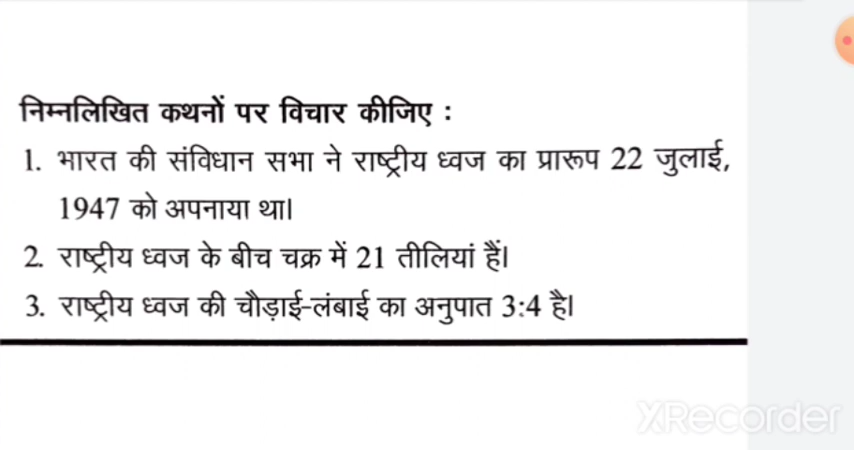 निम्नलिखित कथनों पर विचार कीजिए :
1. भारत की संविधान सभा ने राष्ट्रीय ध्वज का प्रारूप 22 जुलाई,
1947 को अपनाया था।
2. राष्ट्रीय ध्वज के बीच चक्र में 21 तीलियां हैं।
3. राष्ट्रीय ध्वज की चौड़ाई-लंबाई का अनुपात 3:4 है।
XRecorder